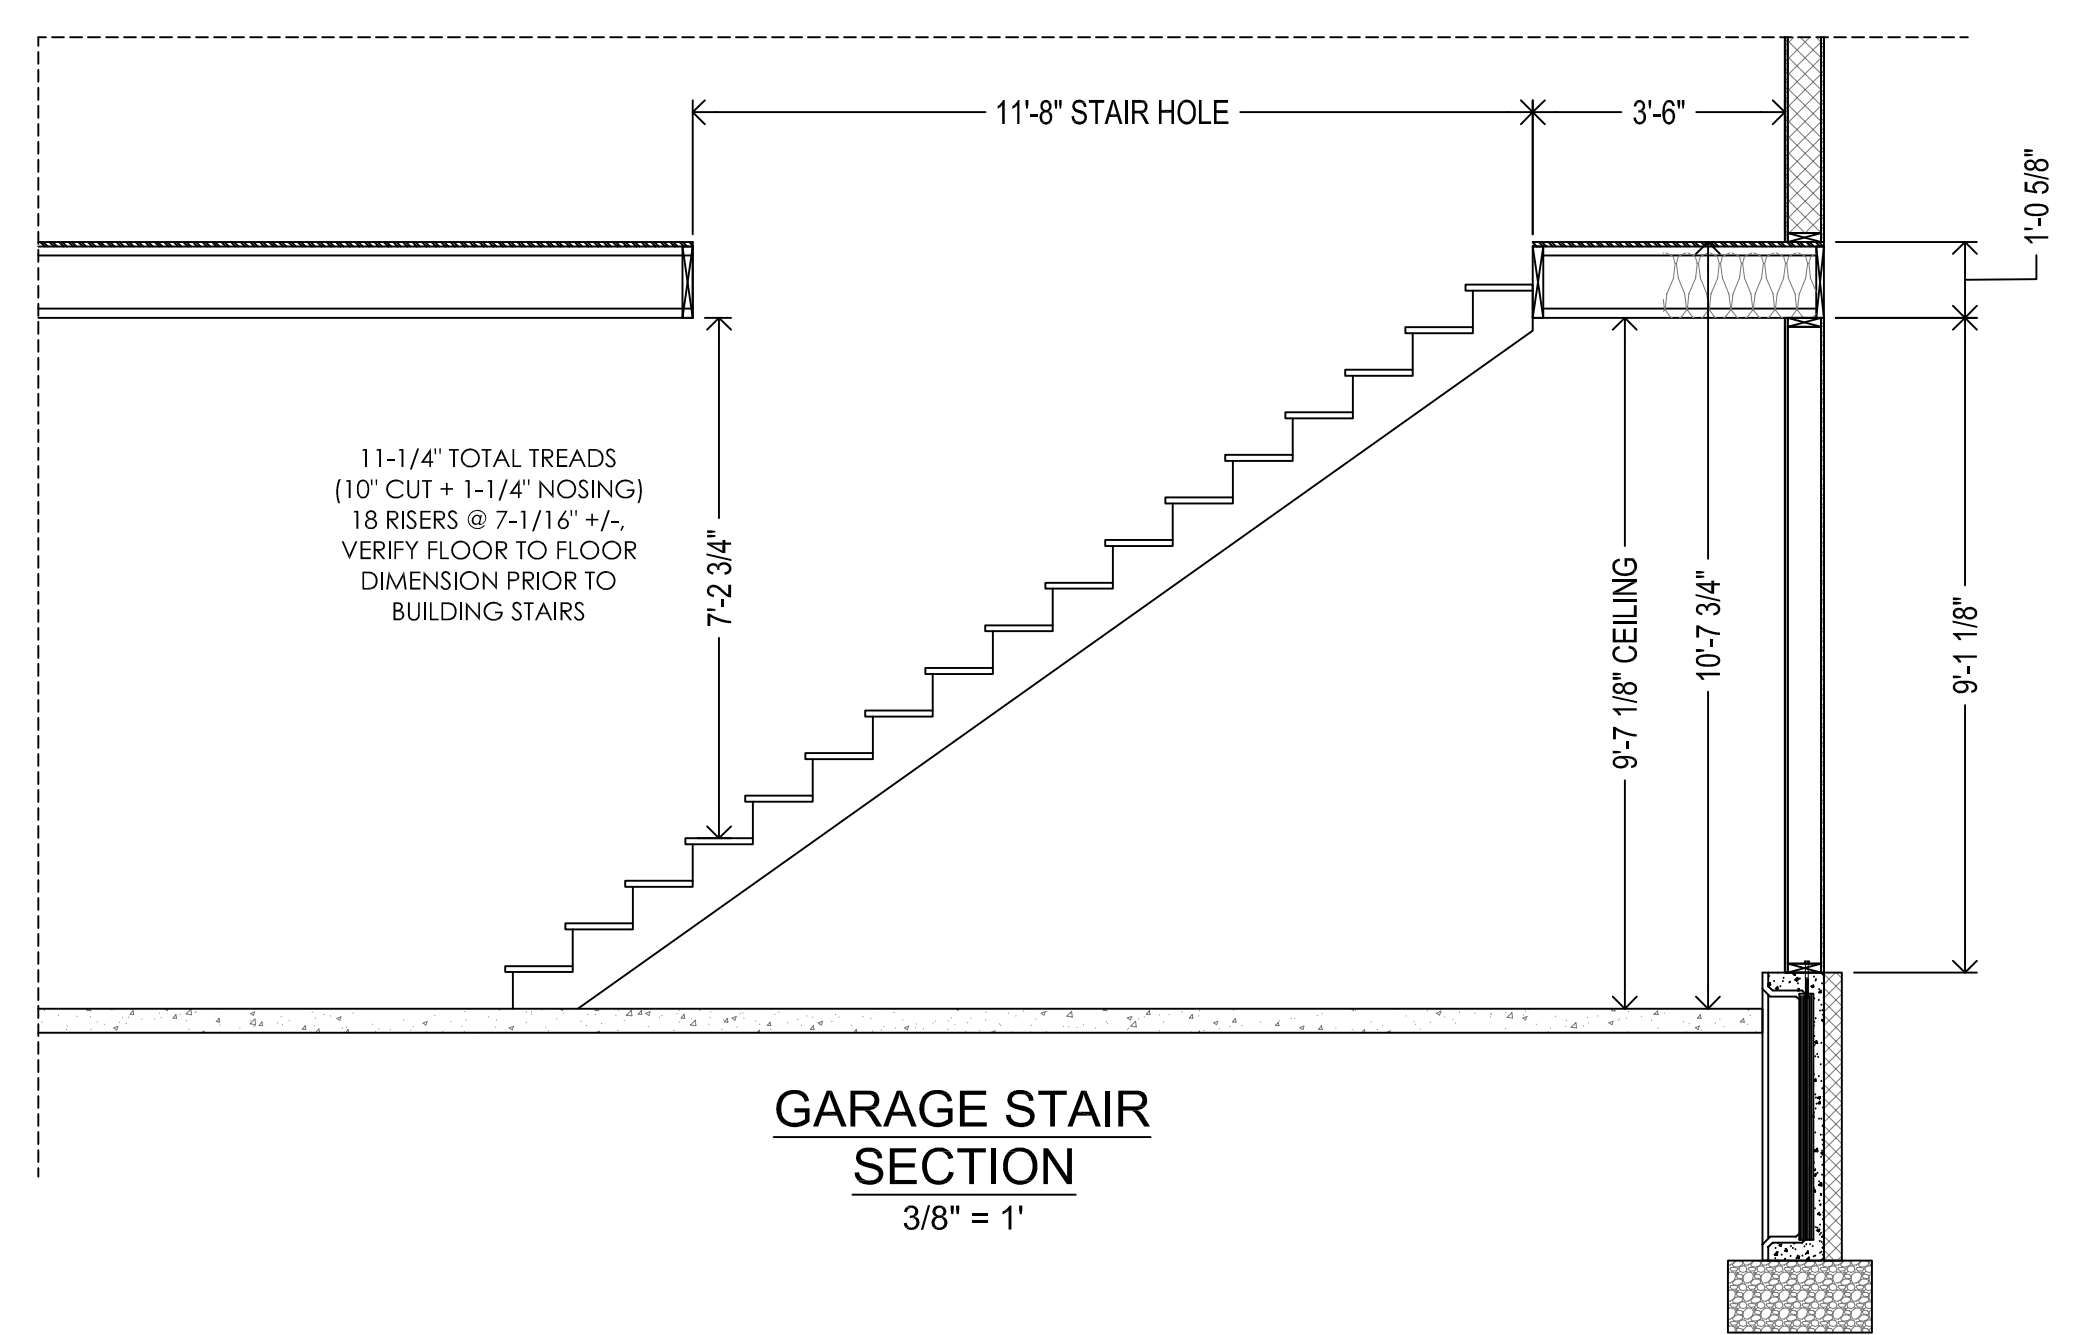 11'-8" STAIR HOLE
3'-6"
1'-0 5/8"
11-1/4" TOTAL TREADS
(10" CUT + 1-1/4" NOSING)
18 RISERS @ 7-1/16" +/-,
VERIFY FLOOR TO FLOOR
DIMENSION PRIOR TO
BUILDING STAIRS
7'-2 3/4"
9'-7 1/8" CEILING
10'-7 3/4"
9'-1 1/8"
GARAGE STAIR
SECTION
3/8" = 1'